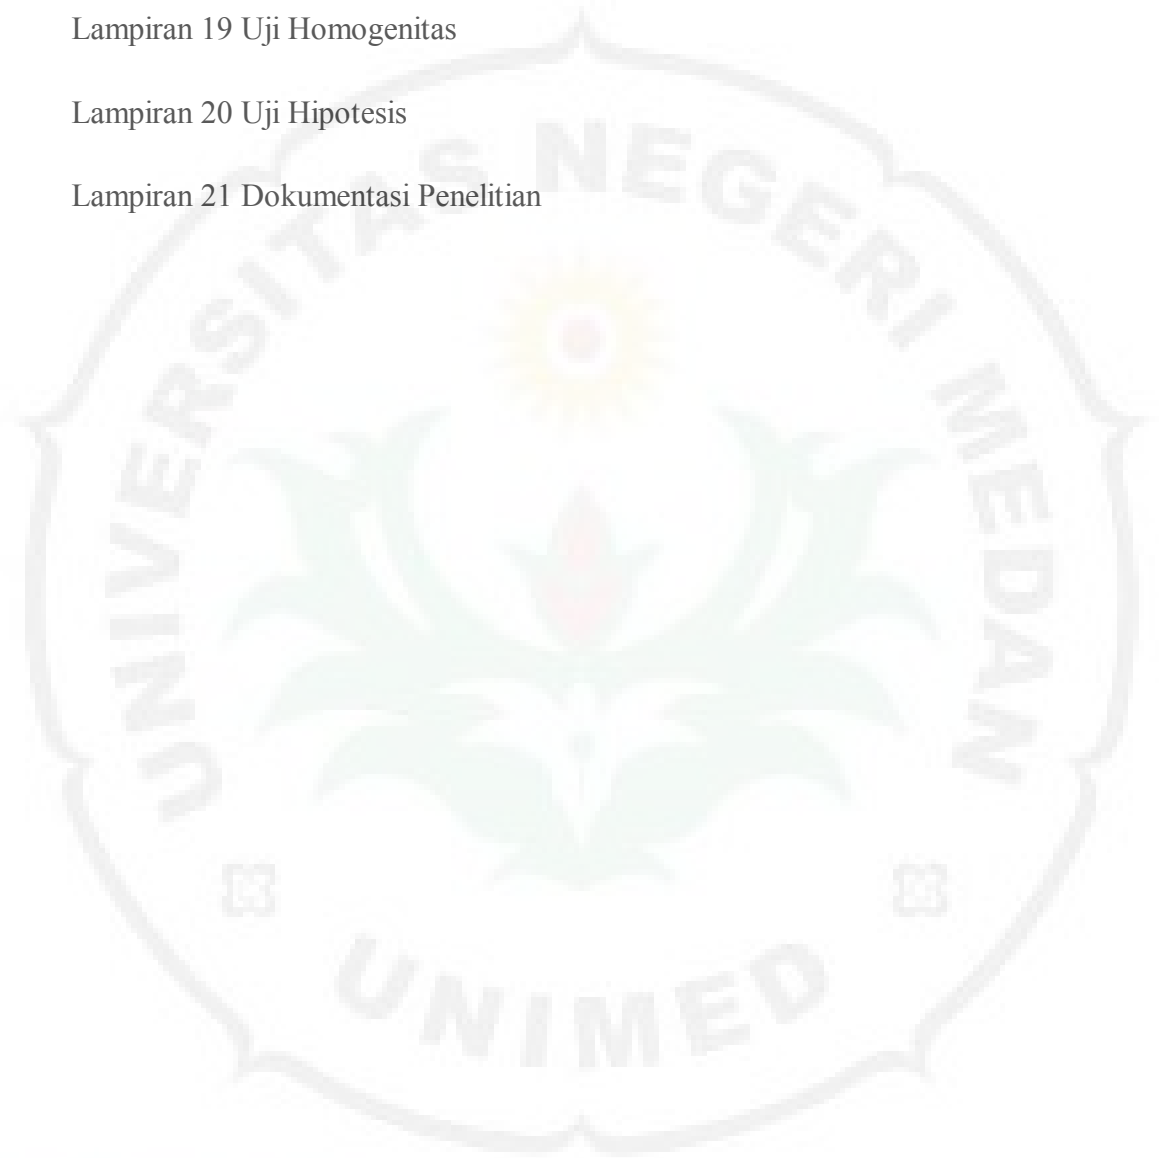 Lampiran 19 Uji Homogenitas
Lampiran 20 Uji Hipotesis
Lampiran 21 Dokumentasi Penelitian
UNIVERSITAS NEGERI MEDAN
UNIMED